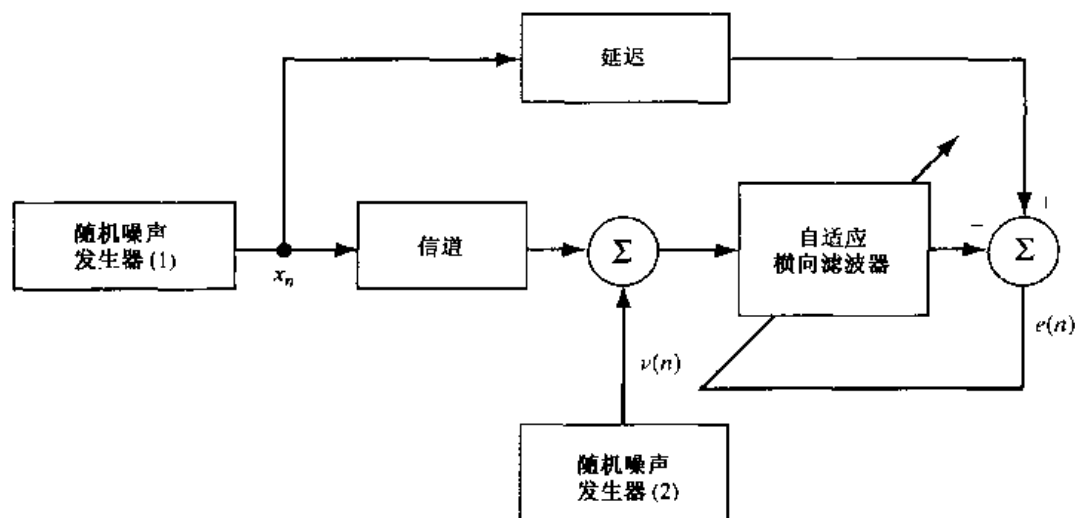 延迟
随机噪声
发生器(1)
x_n
信道
Σ
自适应
横向滤波器
+
−
Σ
e(n)
ν(n)
随机噪声
发生器(2)